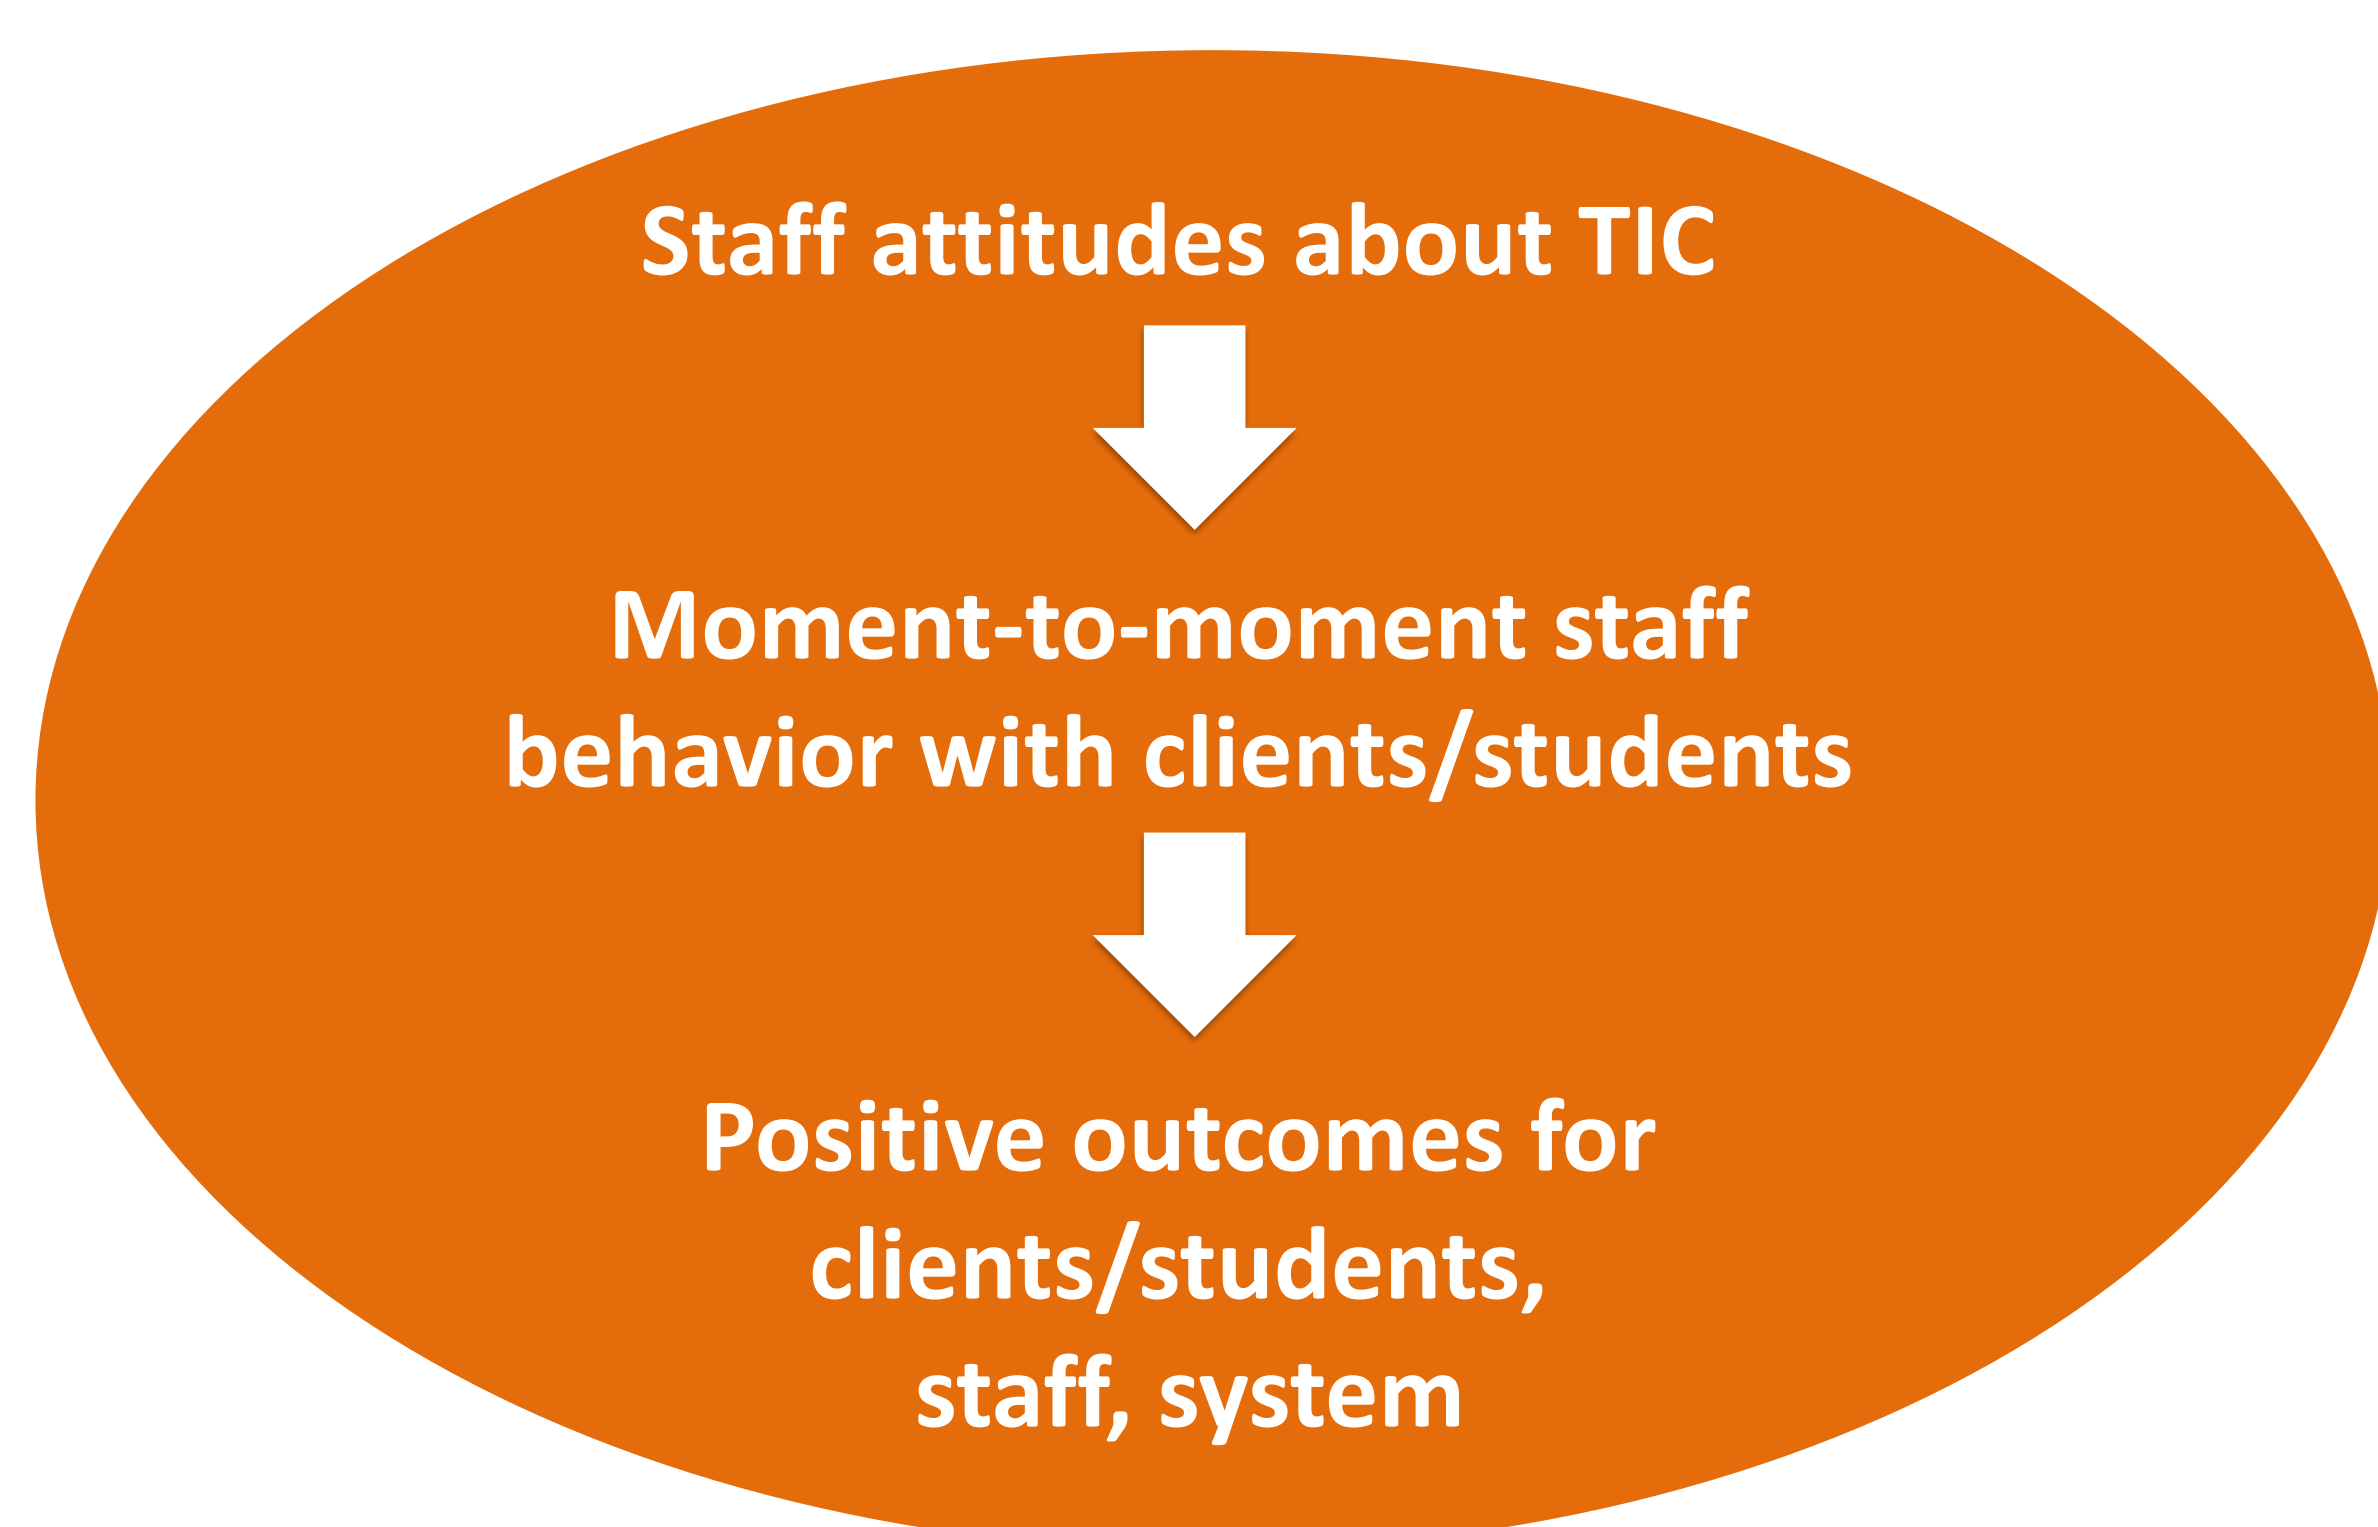 Staff attitudes about TIC
Moment-to-moment staff
behavior with clients/students
Positive outcomes for
clients/students,
staff, system